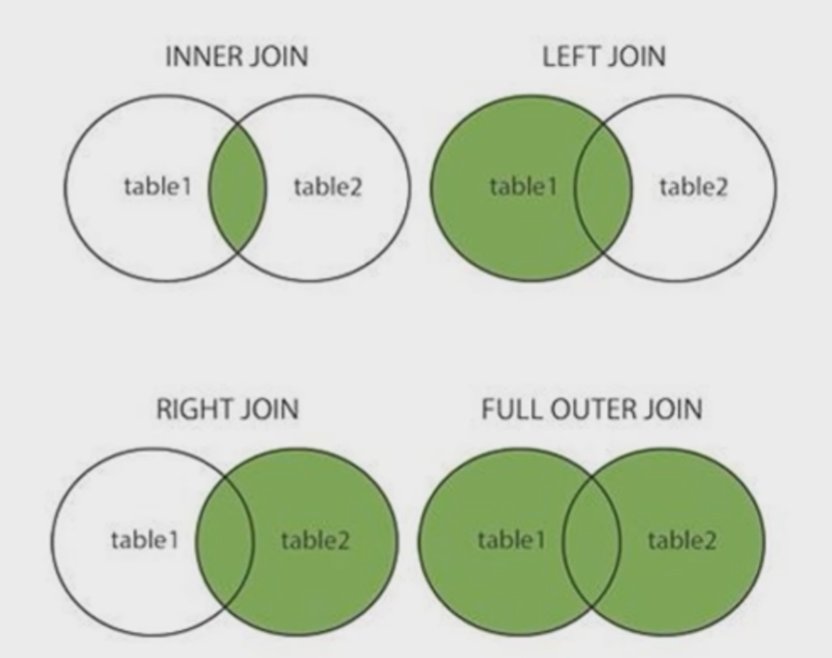 INNER JOIN
LEFT JOIN
table1
table2
table1
table2
RIGHT JOIN
FULL OUTER JOIN
table1
table2
table1
table2